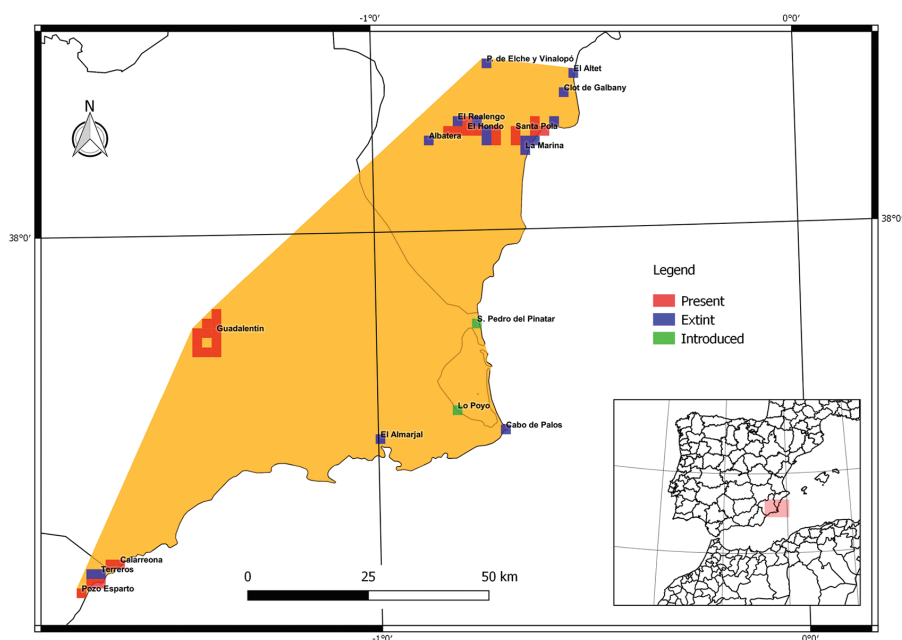 -1°0'
0°0'
P. de Elche y Vinalopó
El Altet
Clot de Galbany
N
El Realengo
El Hondo
Santa Pola
Albatera
La Marina
38°0'
38°0
Legend
Present
Extint
Introduced
S. Pedro del Pinatar
Guadalentín
Lo Poyo
Cabo de Palos
El Almarjal
Calarreona
Terreros
Pozo Esparto
0
25
50 km
-1°0'
0°0'